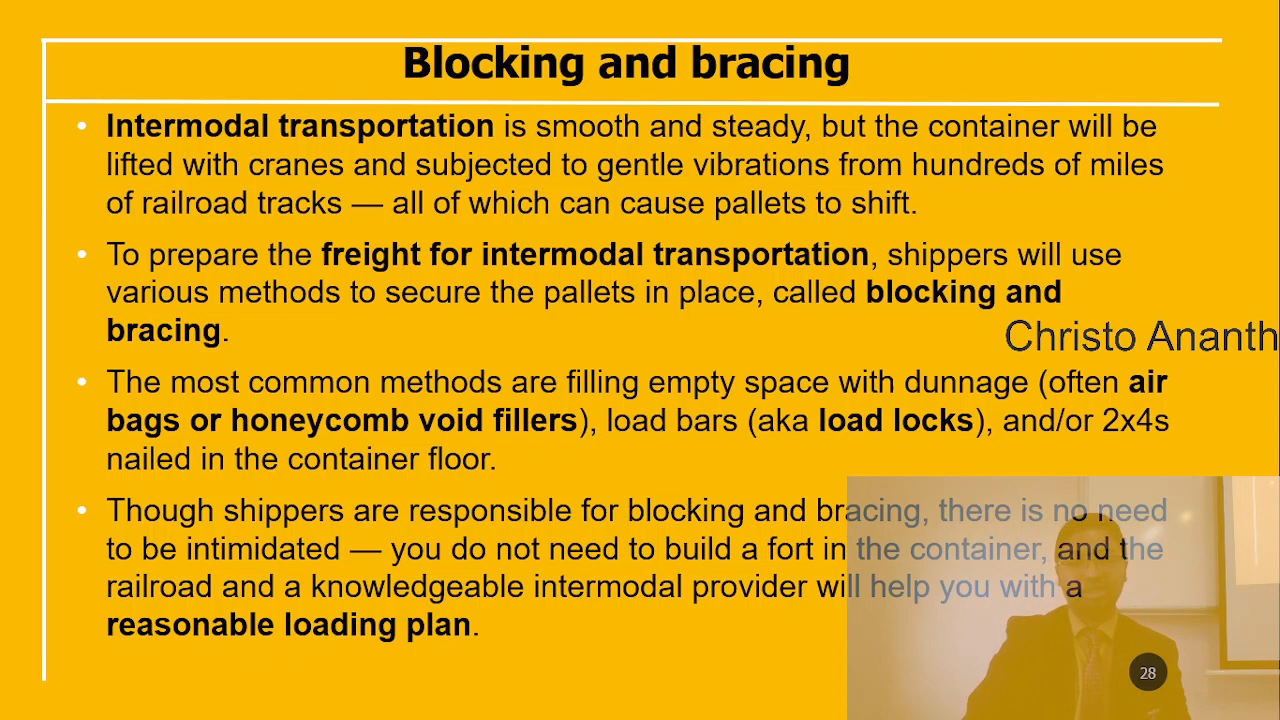 Blocking and bracing
• Intermodal transportation is smooth and steady, but the container will be
lifted with cranes and subjected to gentle vibrations from hundreds of miles
of railroad tracks — all of which can cause pallets to shift.
• To prepare the freight for intermodal transportation, shippers will use
various methods to secure the pallets in place, called blocking and
bracing.
Christo Ananth
• The most common methods are filling empty space with dunnage (often air
bags or honeycomb void fillers), load bars (aka load locks), and/or 2x4s
nailed in the container floor.
• Though shippers are responsible for blocking and bracing, there is no need
to be intimidated — you do not need to build a fort in the container, and the
railroad and a knowledgeable intermodal provider will help you with a
reasonable loading plan.
28